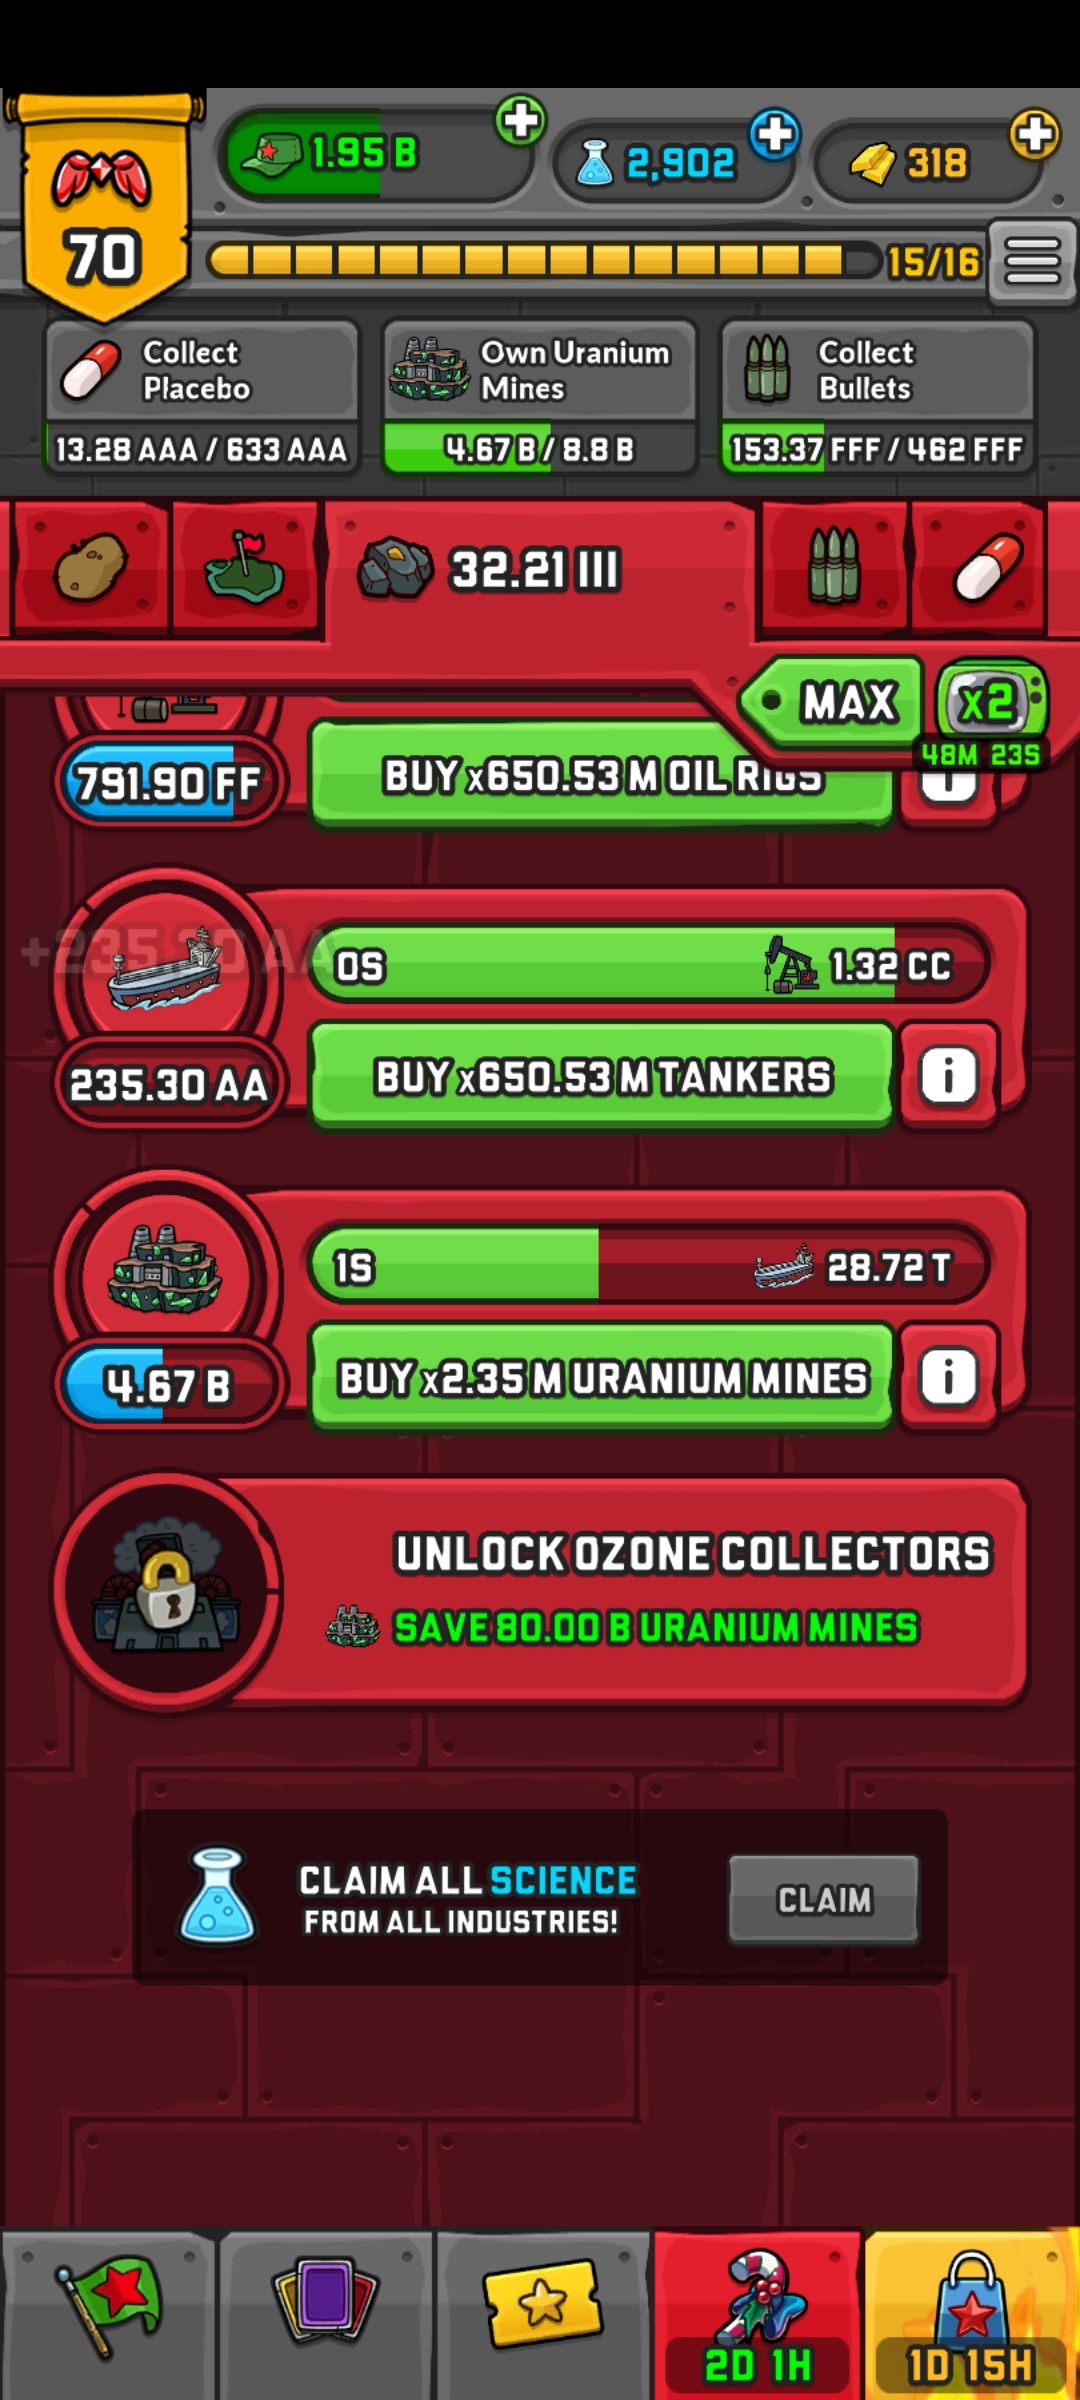 1.95 B
2,902
318
70
15/16
Collect
Placebo
13.28 AAA / 633 AAA
Own Uranium
Mines
4.67 B / 8.8 B
Collect
Bullets
153.37 FFF / 462 FFF
32.21 III
MAX
x2
48M 23S
791.90 FF
BUY x650.53 M OIL RIGS
+235.30 AA
0S
1.32 CC
235.30 AA
BUY x650.53 M TANKERS
i
1S
28.72 T
4.67 B
BUY x2.35 M URANIUM MINES
i
UNLOCK OZONE COLLECTORS
SAVE 80.00 B URANIUM MINES
CLAIM ALL SCIENCE
FROM ALL INDUSTRIES!
CLAIM
2D 1H
1D 15H